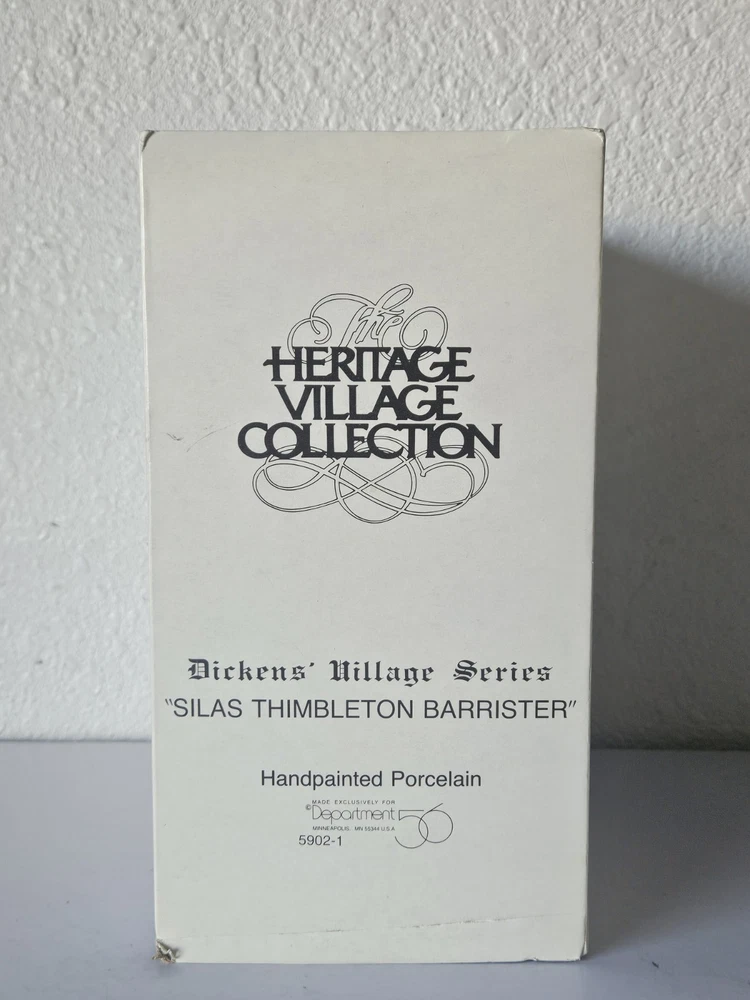 The
HERITAGE
VILLAGE
COLLECTION
Dickens' Village Series
"SILAS THIMBLETON BARRISTER"
Handpainted Porcelain
MADE EXCLUSIVELY FOR
©Department 56
MINNEAPOLIS, MN 55344 U.S.A.
5902-1